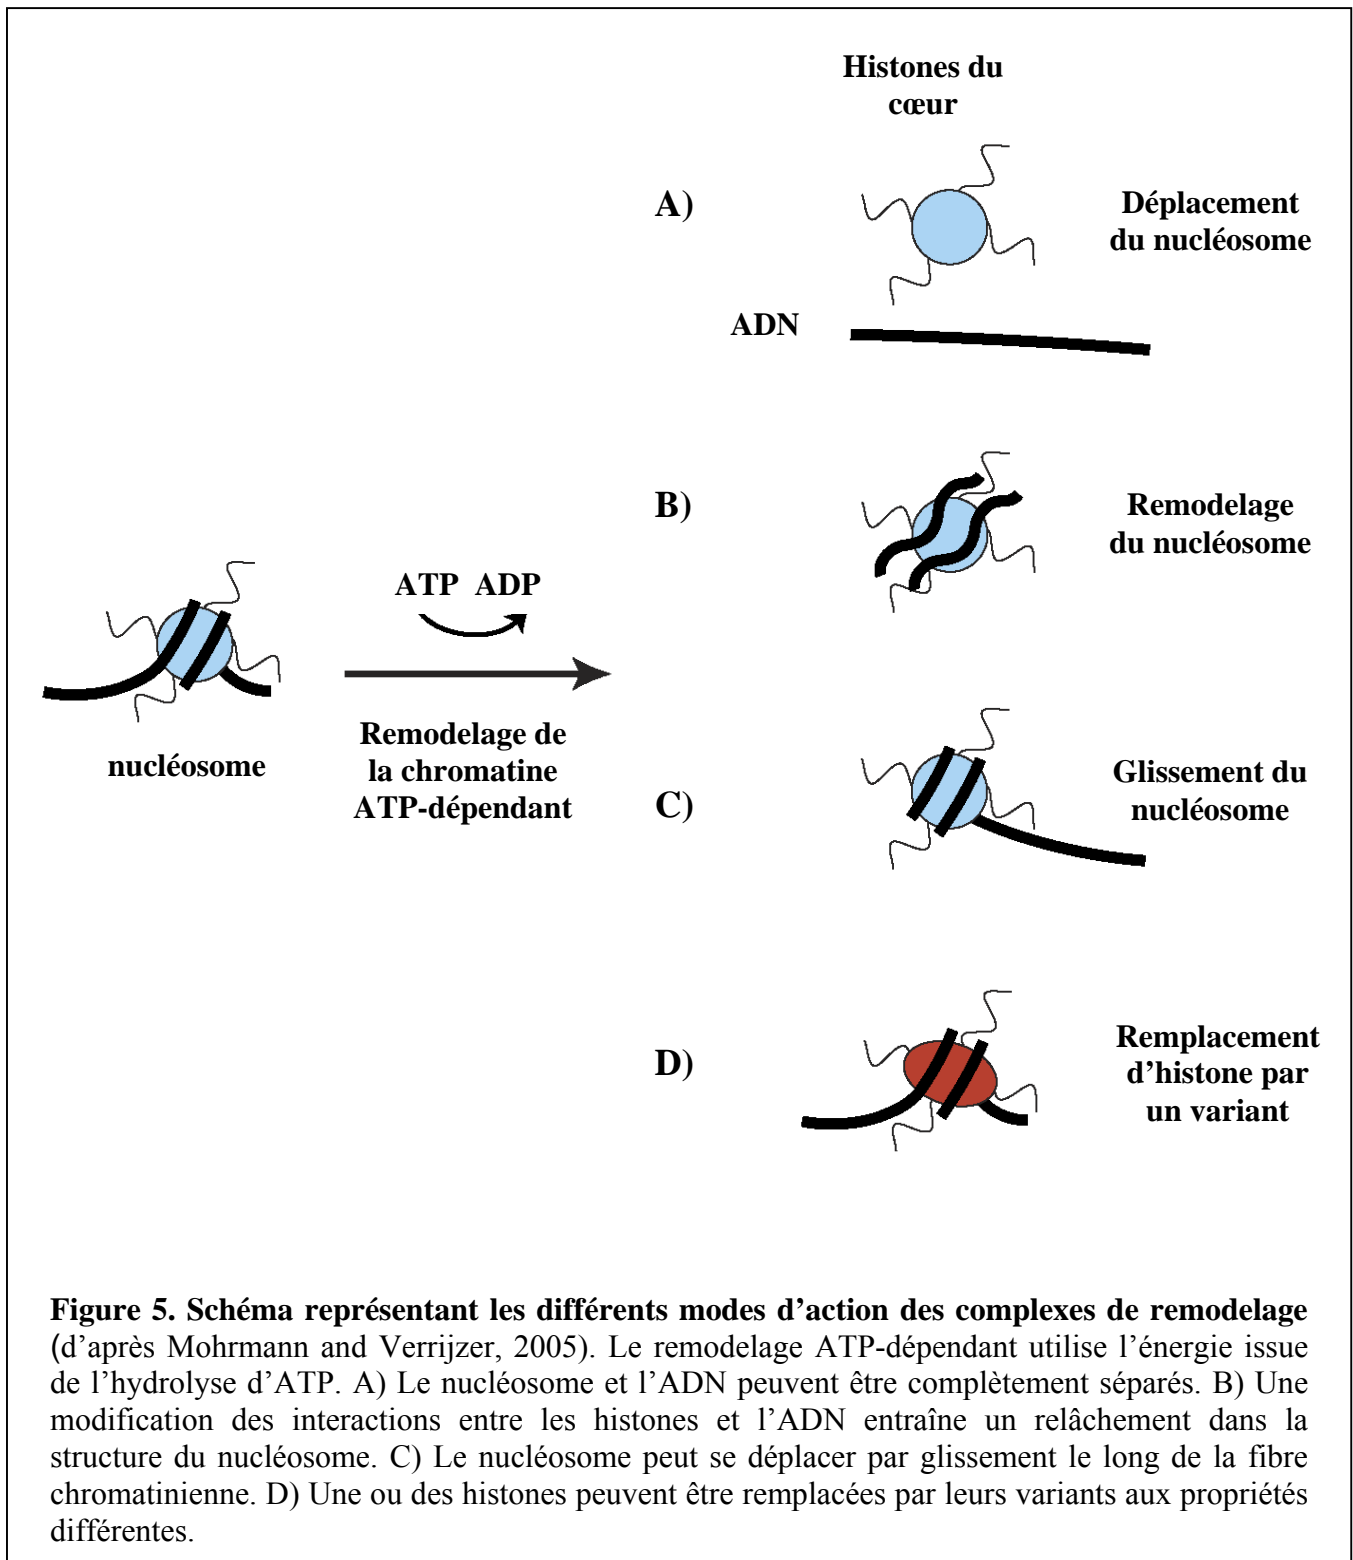 Histones du
cœur
A)
Déplacement
du nucléosome
ADN
B)
Remodelage
du nucléosome
ATP ADP
nucléosome
Remodelage de
la chromatine
ATP-dépendant
C)
Glissement du
nucléosome
D)
Remplacement
d’histone par
un variant
Figure 5. Schéma représentant les différents modes d’action des complexes de remodelage
(d’après Mohrmann and Verrijzer, 2005). Le remodelage ATP-dépendant utilise l’énergie issue
de l’hydrolyse d’ATP. A) Le nucléosome et l’ADN peuvent être complètement séparés. B) Une
modification des interactions entre les histones et l’ADN entraîne un relâchement dans la
structure du nucléosome. C) Le nucléosome peut se déplacer par glissement le long de la fibre
chromatinienne. D) Une ou des histones peuvent être remplacées par leurs variants aux propriétés
différentes.